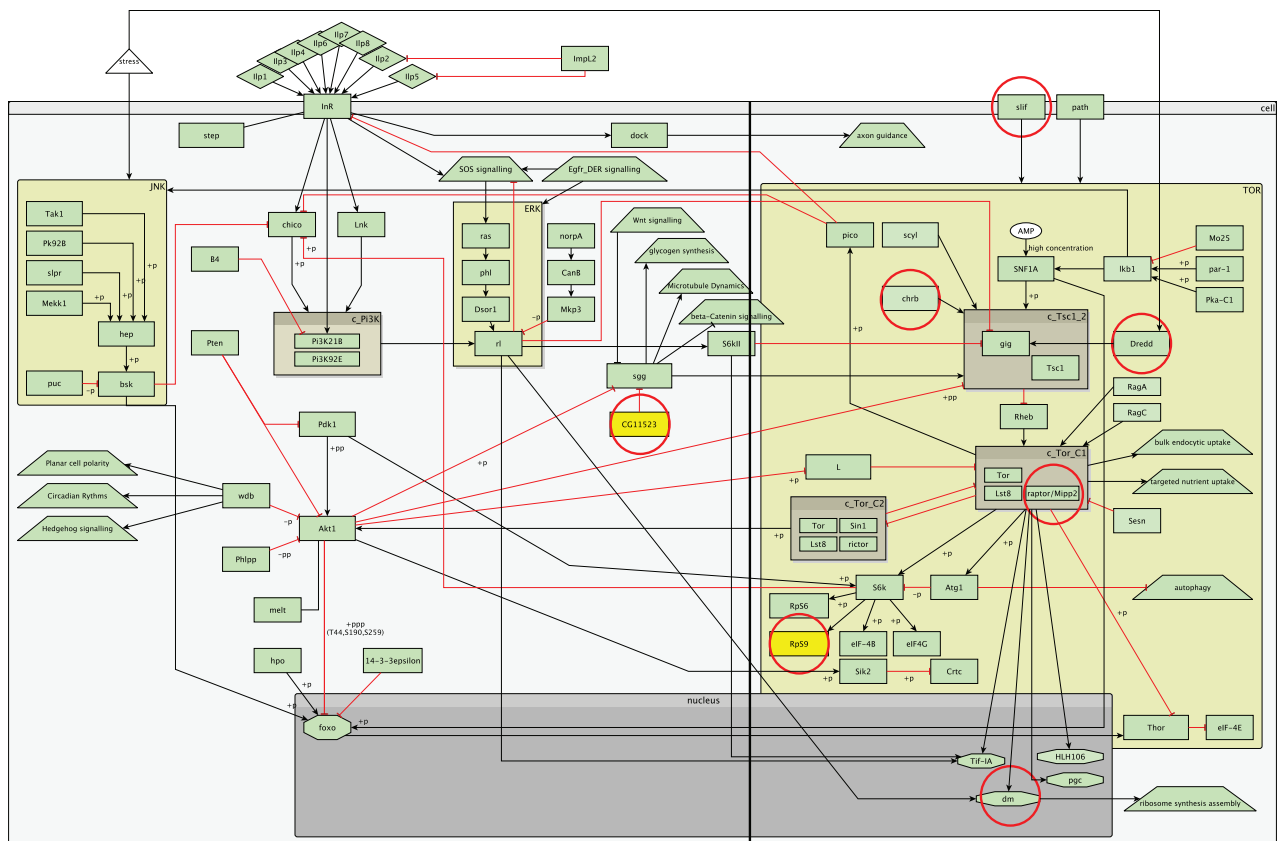 Ilp7
Ilp6
Ilp8
Ilp4
Ilp2
Ilp3
Ilp1
Ilp5
ImpL2
stress
InR
slif
path
cell
step
dock
axon guidance
SOS signalling
Egfr_DER signalling
JNK
TOR
ERK
Tak1
chico
Lnk
Wnt signalling
pico
scyl
AMP
Mo25
ras
norpA
+p
high concentration
Pk92B
B4
glycogen synthesis
SNF1A
lkb1
+p
par-1
slpr
phl
CanB
+p
+p
+p
+p
Microtubule Dynamics
chrb
+p
+p
Pka-C1
Mekk1
+p
Dsor1
Mkp3
-p
c_Pi3K
beta-Catenin signalling
c_Tsc1_2
hep
Pten
Pi3K21B
rl
S6kII
+p
gig
Dredd
+p
Pi3K92E
Tsc1
puc
-p
bsk
sgg
+pp
RagA
Pdk1
CG11523
Rheb
RagC
+pp
bulk endocytic uptake
Planar cell polarity
+p
c_Tor_C1
L
+p
Tor
targeted nutrient uptake
Circadian Rythms
wdb
Lst8
raptor/Mipp2
c_Tor_C2
Hedgehog signalling
-p
Akt1
Tor
Sin1
Sesn
+p
Lst8
rictor
Phlpp
-pp
+p
+p
+p
S6k
-p
Atg1
autophagy
melt
RpS6
+p
+ppp
(T44,S190,S259)
+p
+p
+p
RpS9
eIF-4B
eIF4G
hpo
14-3-3epsilon
+p
+p
Sik2
+p
Crtc
nucleus
+p
foxo
+p
Thor
eIF-4E
Tif-IA
HLH106
pgc
dm
ribosome synthesis assembly